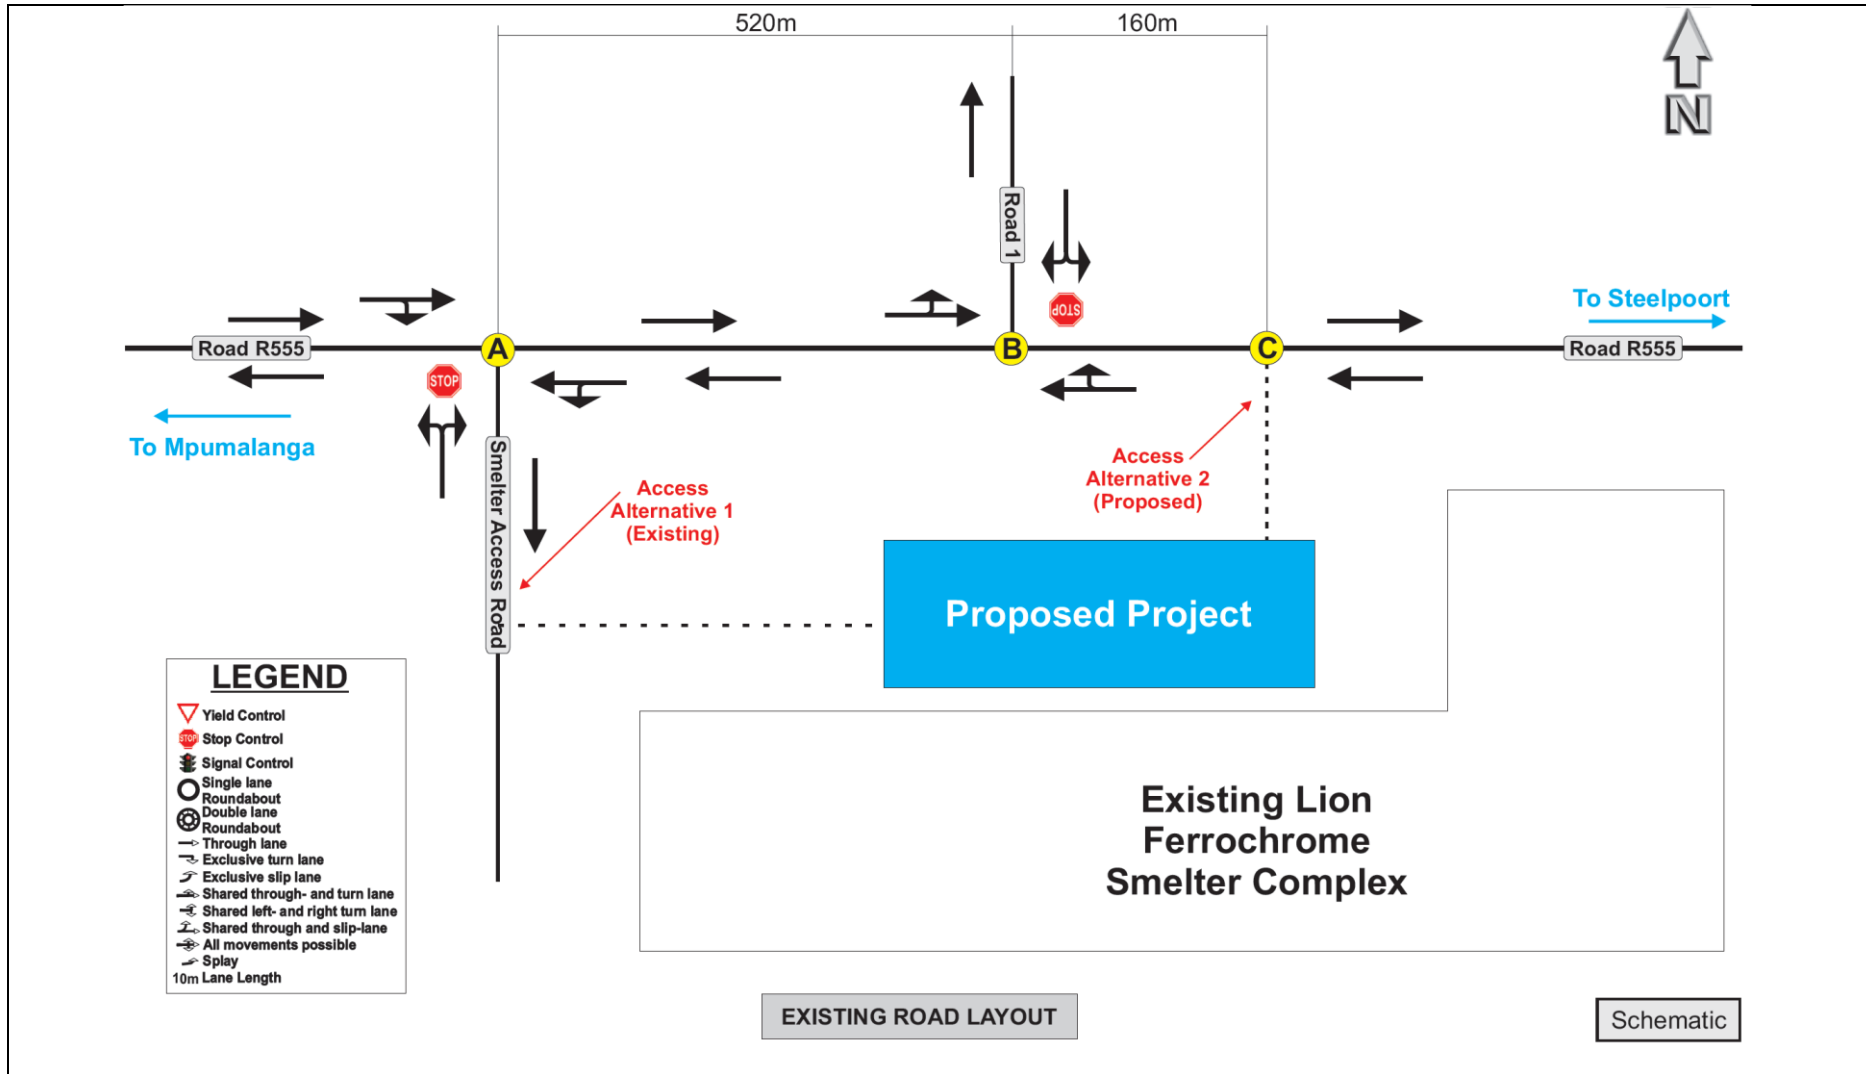 520m
160m
N
Road 1
STOP
To Steelpoort
Road R555
A
B
C
Road R555
STOP
To Mpumalanga
Smelter Access Road
Access
Alternative 1
(Existing)
Access
Alternative 2
(Proposed)
Proposed Project
LEGEND
Yield Control
STOP Stop Control
Signal Control
Single lane
Roundabout
Double lane
Roundabout
Through lane
Exclusive turn lane
Exclusive slip lane
Shared through- and turn lane
Shared left- and right turn lane
Shared through and slip-lane
All movements possible
Splay
10m Lane Length
Existing Lion
Ferrochrome
Smelter Complex
EXISTING ROAD LAYOUT
Schematic